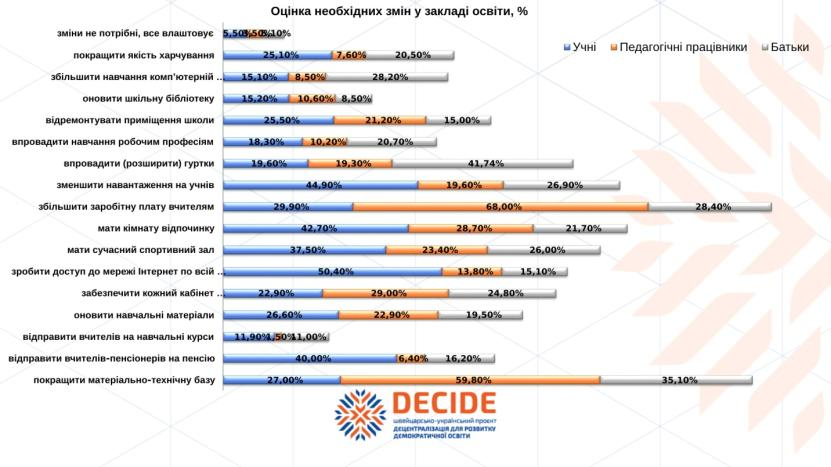 Оцінка необхідних змін у закладі освіти, %
Учні Педагогічні працівники Батьки
зміни не потрібні, все влаштовує 5,50%
покращити якість харчування 25,10% 7,60% 20,50%
збільшити навчання комп'ютерній ... 15,10% 8,50% 28,20%
оновити шкільну бібліотеку 15,20% 10,60% 8,50%
відремонтувати приміщення школи 25,50% 21,20% 15,00%
впровадити навчання робочим професіям 18,30% 10,20% 20,70%
впровадити (розширити) гуртки 19,60% 19,30% 41,74%
зменшити навантаження на учнів 44,90% 19,60% 26,90%
збільшити заробітну плату вчителям 29,90% 68,00% 28,40%
мати кімнату відпочинку 42,70% 28,70% 21,70%
мати сучасний спортивний зал 37,50% 23,40% 26,00%
зробити доступ до мережі Інтернет по всій ... 50,40% 13,80% 15,10%
забезпечити кожний кабінет ... 22,90% 29,00% 24,80%
оновити навчальні матеріали 26,60% 22,90% 19,50%
відправити вчителів на навчальні курси 11,90% 1,50% 11,00%
відправити вчителів-пенсіонерів на пенсію 40,00% 6,40% 16,20%
покращити матеріально-технічну базу 27,00% 59,80% 35,10%
DECIDE
швейцарсько-український проєкт
ДЕЦЕНТРАЛІЗАЦІЯ ДЛЯ РОЗВИТКУ
ДЕМОКРАТИЧНОЇ ОСВІТИ